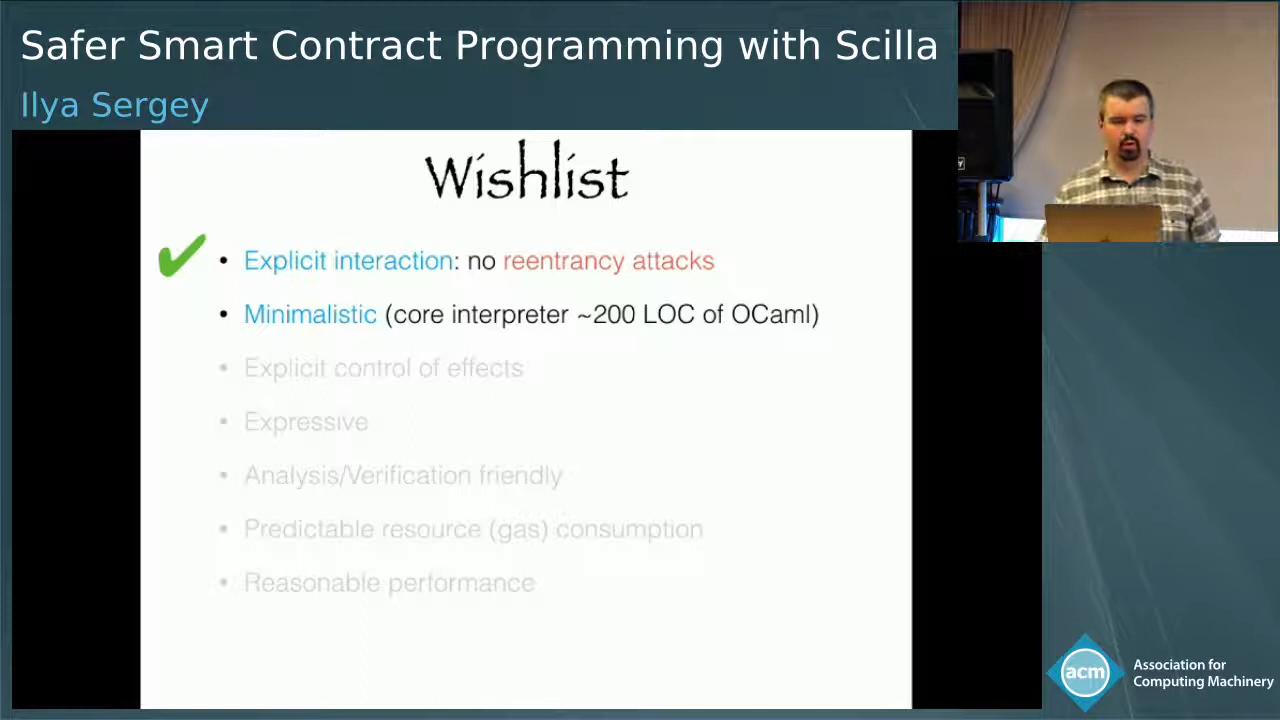 Safer Smart Contract Programming with Scilla
Ilya Sergey
Wishlist
• Explicit interaction: no reentrancy attacks
• Minimalistic (core interpreter ~200 LOC of OCaml)
• Explicit control of effects
• Expressive
• Analysis/Verification friendly
• Predictable resource (gas) consumption
• Reasonable performance
acm
Association for
Computing Machinery